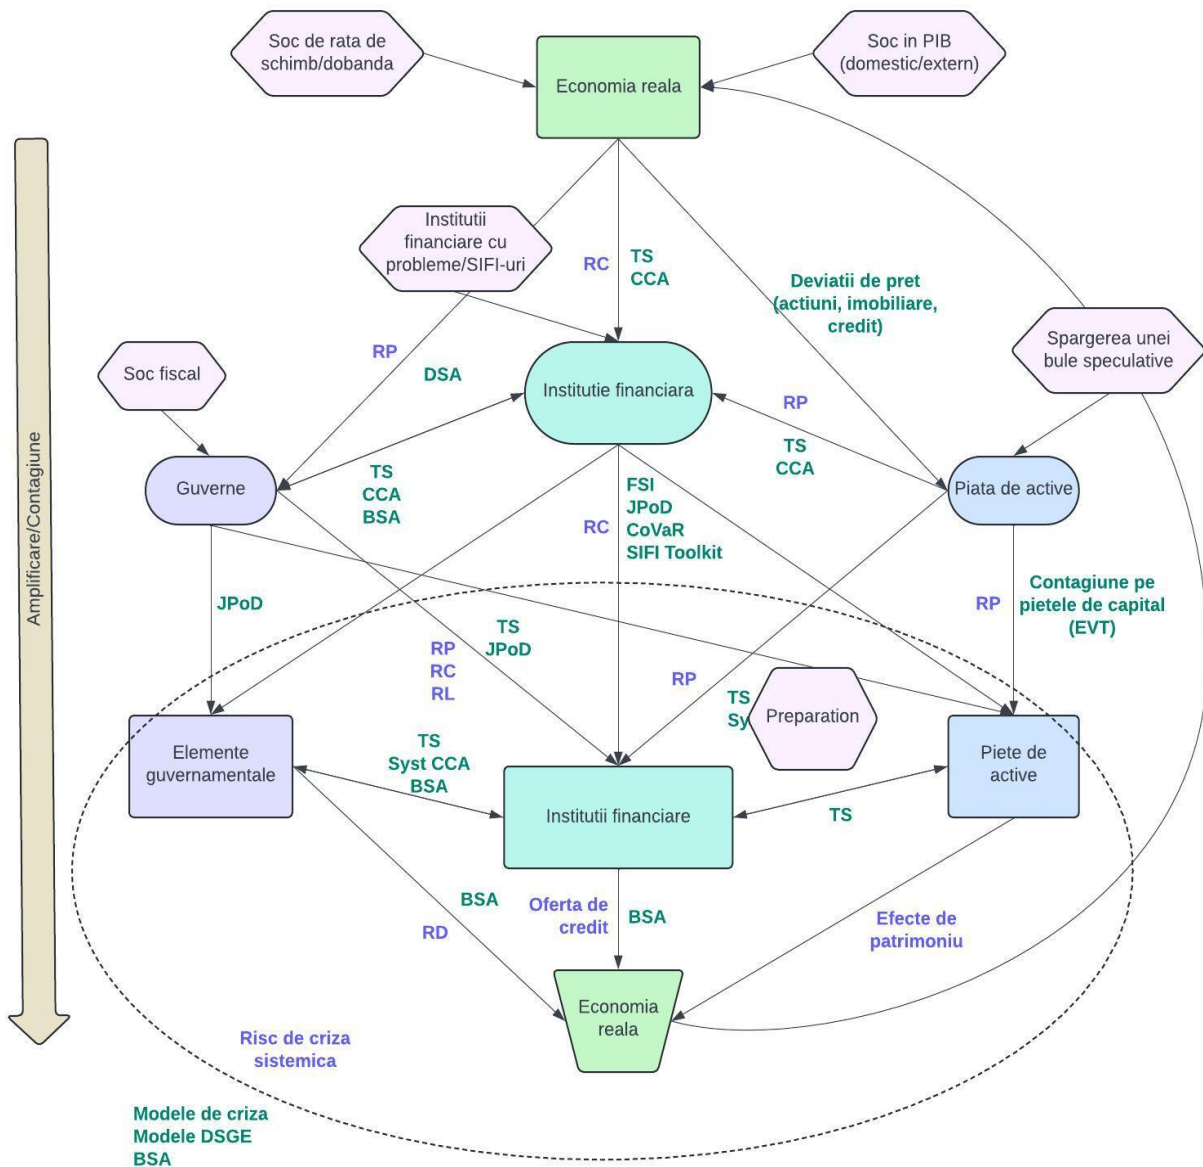 Soc de rata de
schimb/dobanda
Economia reala
Soc in PIB
(domestic/extern)
Institutii
financiare cu
probleme/SIFI-uri
RC
TS
CCA
Deviatii de pret
(actiuni, imobiliare,
credit)
Spargerea unei
bule speculative
Soc fiscal
RP
DSA
Institutie financiara
RP
TS
CCA
Guverne
TS
CCA
BSA
FSI
JPoD
CoVaR
SIFI Toolkit
RC
Piata de active
Amplificare/Contagiune
JPoD
TS
JPoD
RP
RC
RL
RP
RP
Contagiune pe
pietele de capital
(EVT)
TS
Sy
Preparation
Elemente
guvernamentale
TS
Syst CCA
BSA
Institutii financiare
TS
Piete de
active
BSA
RD
Oferta de
credit
BSA
Efecte de
patrimoniu
Economia
reala
Risc de criza
sistemica
Modele de criza
Modele DSGE
BSA